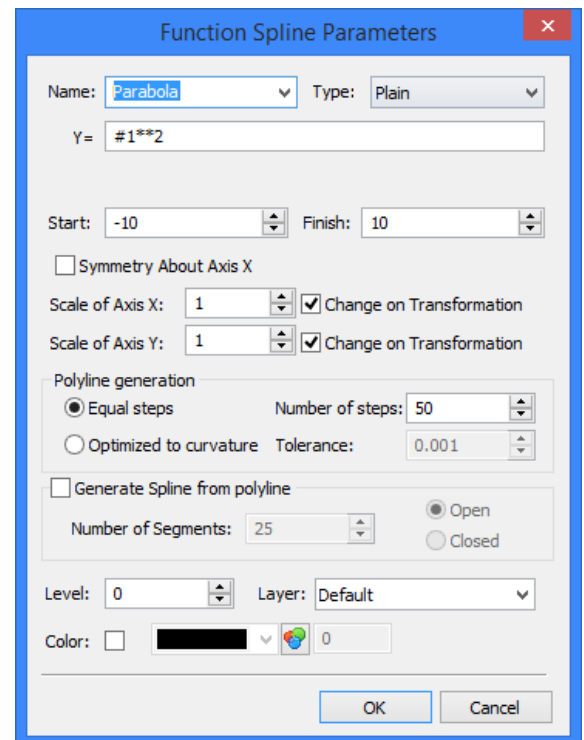 Function Spline Parameters
Name: Parabola Type: Plain
Y= #1**2
Start: -10 Finish: 10
Symmetry About Axis X
Scale of Axis X: 1 Change on Transformation
Scale of Axis Y: 1 Change on Transformation
Polyline generation
Equal steps Number of steps: 50
Optimized to curvature Tolerance: 0.001
Generate Spline from polyline
Number of Segments: 25 Open
Closed
Level: 0 Layer: Default
Color: 0
OK Cancel